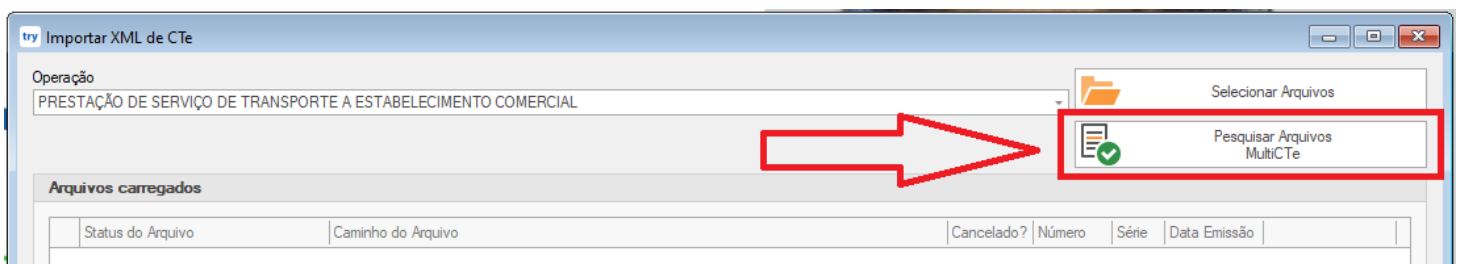 try Importar XML de CTe
Operação
PRESTAÇÃO DE SERVIÇO DE TRANSPORTE A ESTABELECIMENTO COMERCIAL
Selecionar Arquivos
Pesquisar Arquivos
MultiCTe
Arquivos carregados
Status do Arquivo Caminho do Arquivo Cancelado? Número Série Data Emissão